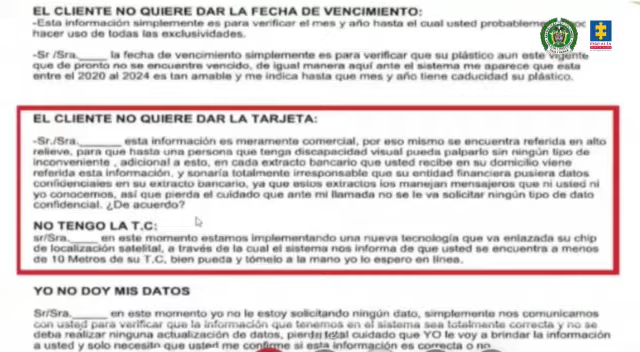 EL CLIENTE NO QUIERE DAR LA FECHA DE VENCIMIENTO:
-Esta información simplemente es para verificar el mes y año hasta el cual usted
hacer uso de todas las exclusividades.
-Sr /Sra.____ la fecha de vencimiento simplemente es para verificar que su plástico aun este vigente
que de pronto no se encuentre vencido, de igual manera aquí ante el sistema me aparece que esta
entre el 2020 al 2024 es tan amable y me indica hasta que mes y año tiene caducidad su plástico.
EL CLIENTE NO QUIERE DAR LA TARJETA:
-Sr./Sra.______ esta información es meramente comercial, por eso mismo se encuentra referida en alto
relieve, para que hasta una persona que tenga discapacidad visual pueda palparlo sin ningún tipo de
inconveniente , adicional a esto, en cada extracto bancario que usted recibe en su domicilio viene
referida esta información, y sonaría totalmente irresponsable que su entidad financiera pusiera datos
confidenciales en su extracto bancario, ya que estos extractos los manejan mensajeros que ni usted ni
yo conocemos, así que pierda el cuidado que ante mi llamada no se le va solicitar ningún tipo de dato
confidencial. ¿De acuerdo?
NO TENGO LA T.C:
sr/Sra.____ en este momento estamos implementando una nueva tecnología que va enlazada su chip
de localización satelital, a través de la cual el sistema nos informa de que usted se encuentra a menos
de 10 Metros de su T.C, bien pueda y tómelo a la mano yo lo espero en línea.
YO NO DOY MIS DATOS
Sr/Sra.____ en este momento yo no le estoy solicitando ningún dato, simplemente nos comunicamos
con usted para verificar que la información que tenemos en el sistema sea totalmente correcta y no se
deba realizar ninguna actualización de datos, pierda total cuidado que YO le voy a brindar la información
a usted y solo necesito que usted me confirme si esta información es correcta o no